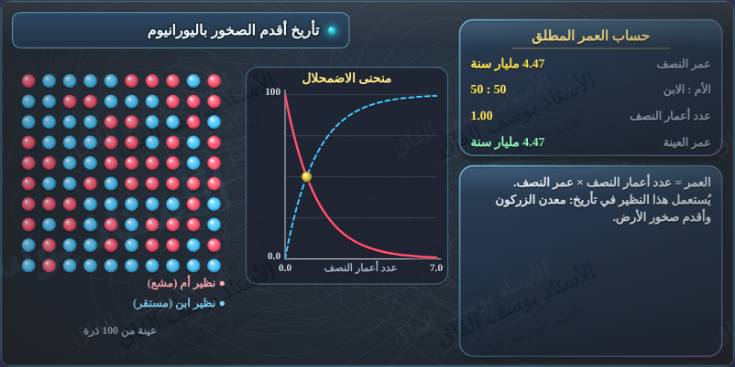 تأريخ أقدم الصخور باليورانيوم
حساب العمر المطلق
عمر النصف 4.47 مليار سنة
الأم : الابن 50 : 50
عدد أعمار النصف 1.00
عمر العينة 4.47 مليار سنة
العمر = عدد أعمار النصف × عمر النصف.
يُستعمل هذا النظير في تأريخ: معدن الزركون
وأقدم صخور الأرض.
منحنى الاضمحلال
100
0.0
0.0 عدد أعمار النصف 7.0
نظير أم (مشع)
نظير ابن (مستقر)
عينة من 100 ذرة